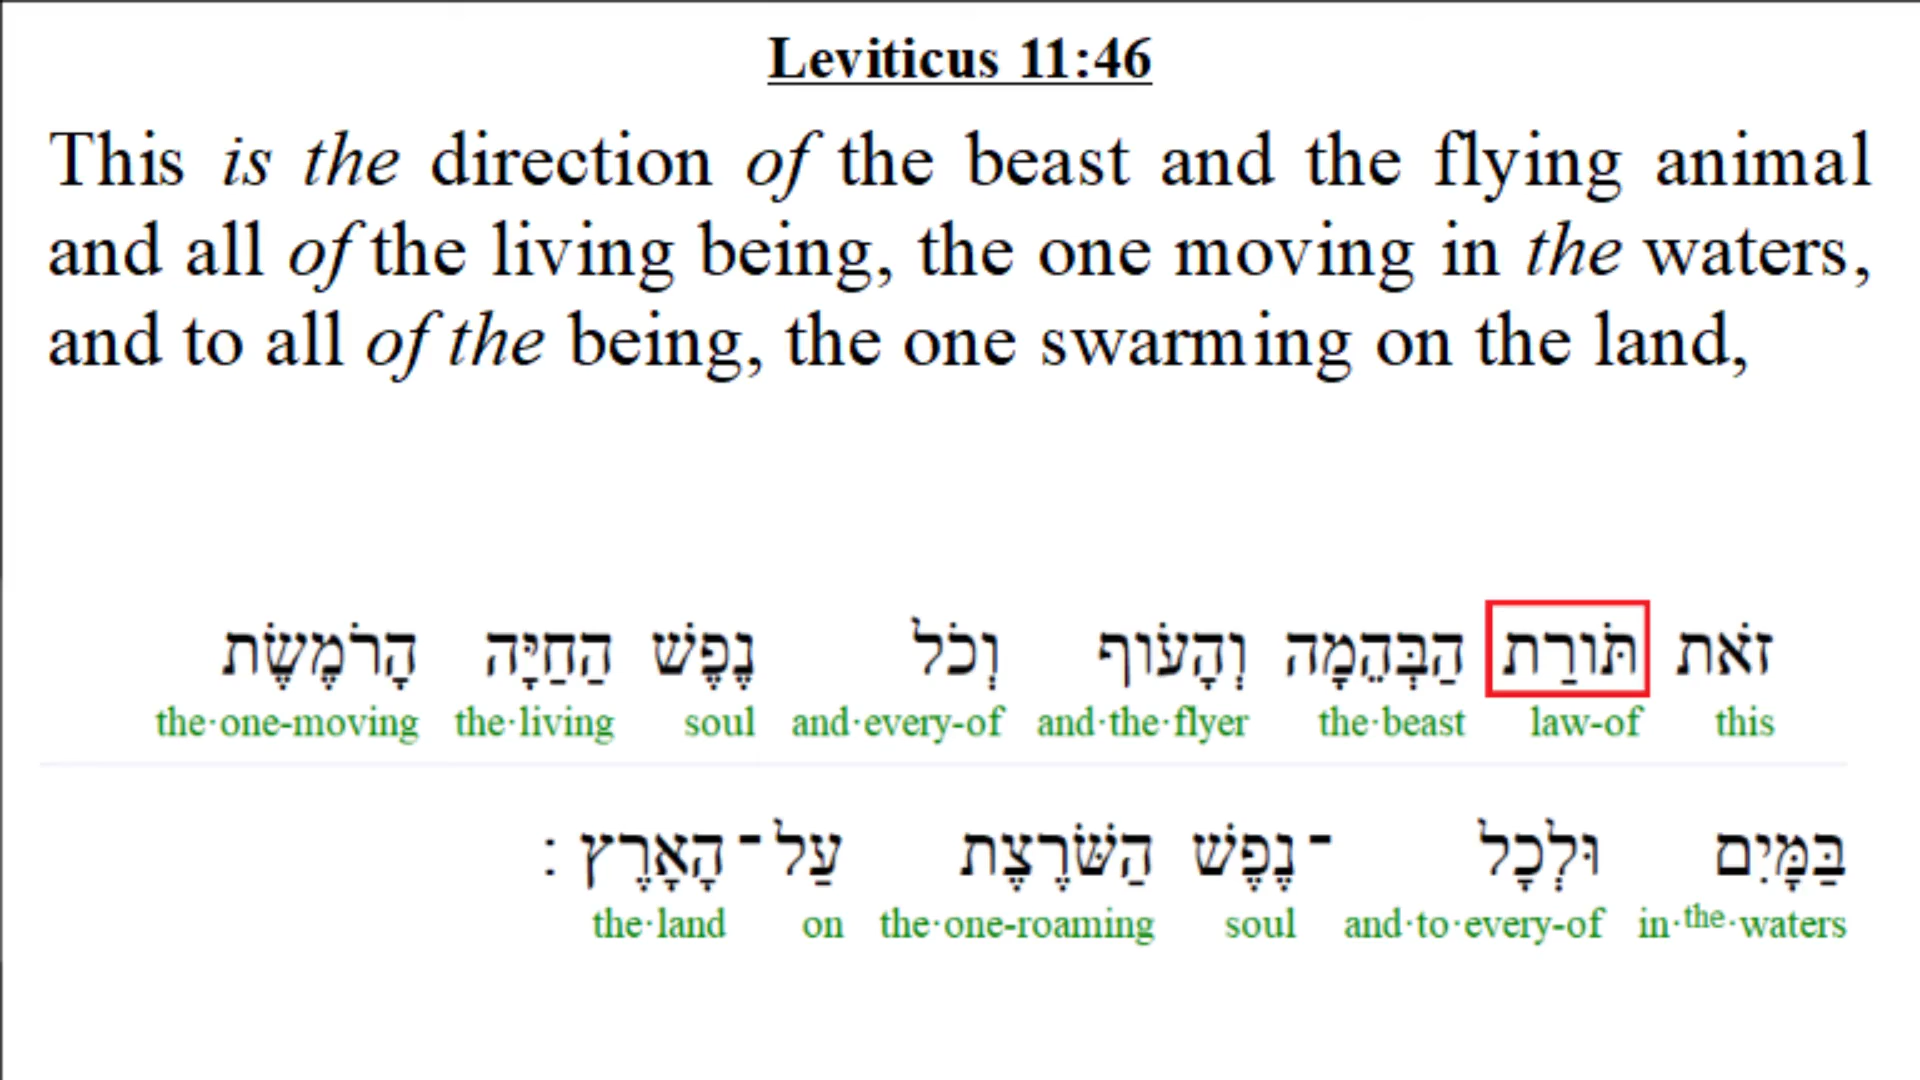 Leviticus 11:46
This is the direction of the beast and the flying animal
and all of the living being, the one moving in the waters,
and to all of the being, the one swarming on the land,
זֹאת תּוֹרַת הַבְּהֵמָה וְהָעוֹף וְכֹל נֶפֶשׁ הַחַיָּה הָרֹמֶשֶׂת
the·one-moving the·living soul and·every-of and·the·flyer the·beast law-of this
בַּמָּיִם וּלְכָל ־נֶפֶשׁ הַשֹּׁרֶצֶת עַל־הָאָרֶץ :
the·land on the·one-roaming soul and·to·every-of in·the·waters